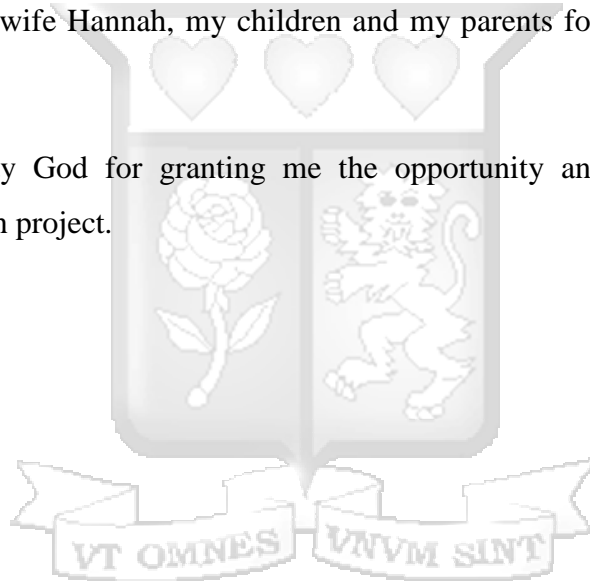 wife Hannah, my children and my parents fo
y God for granting me the opportunity an
n project.
VT OMNES VNVM SINT